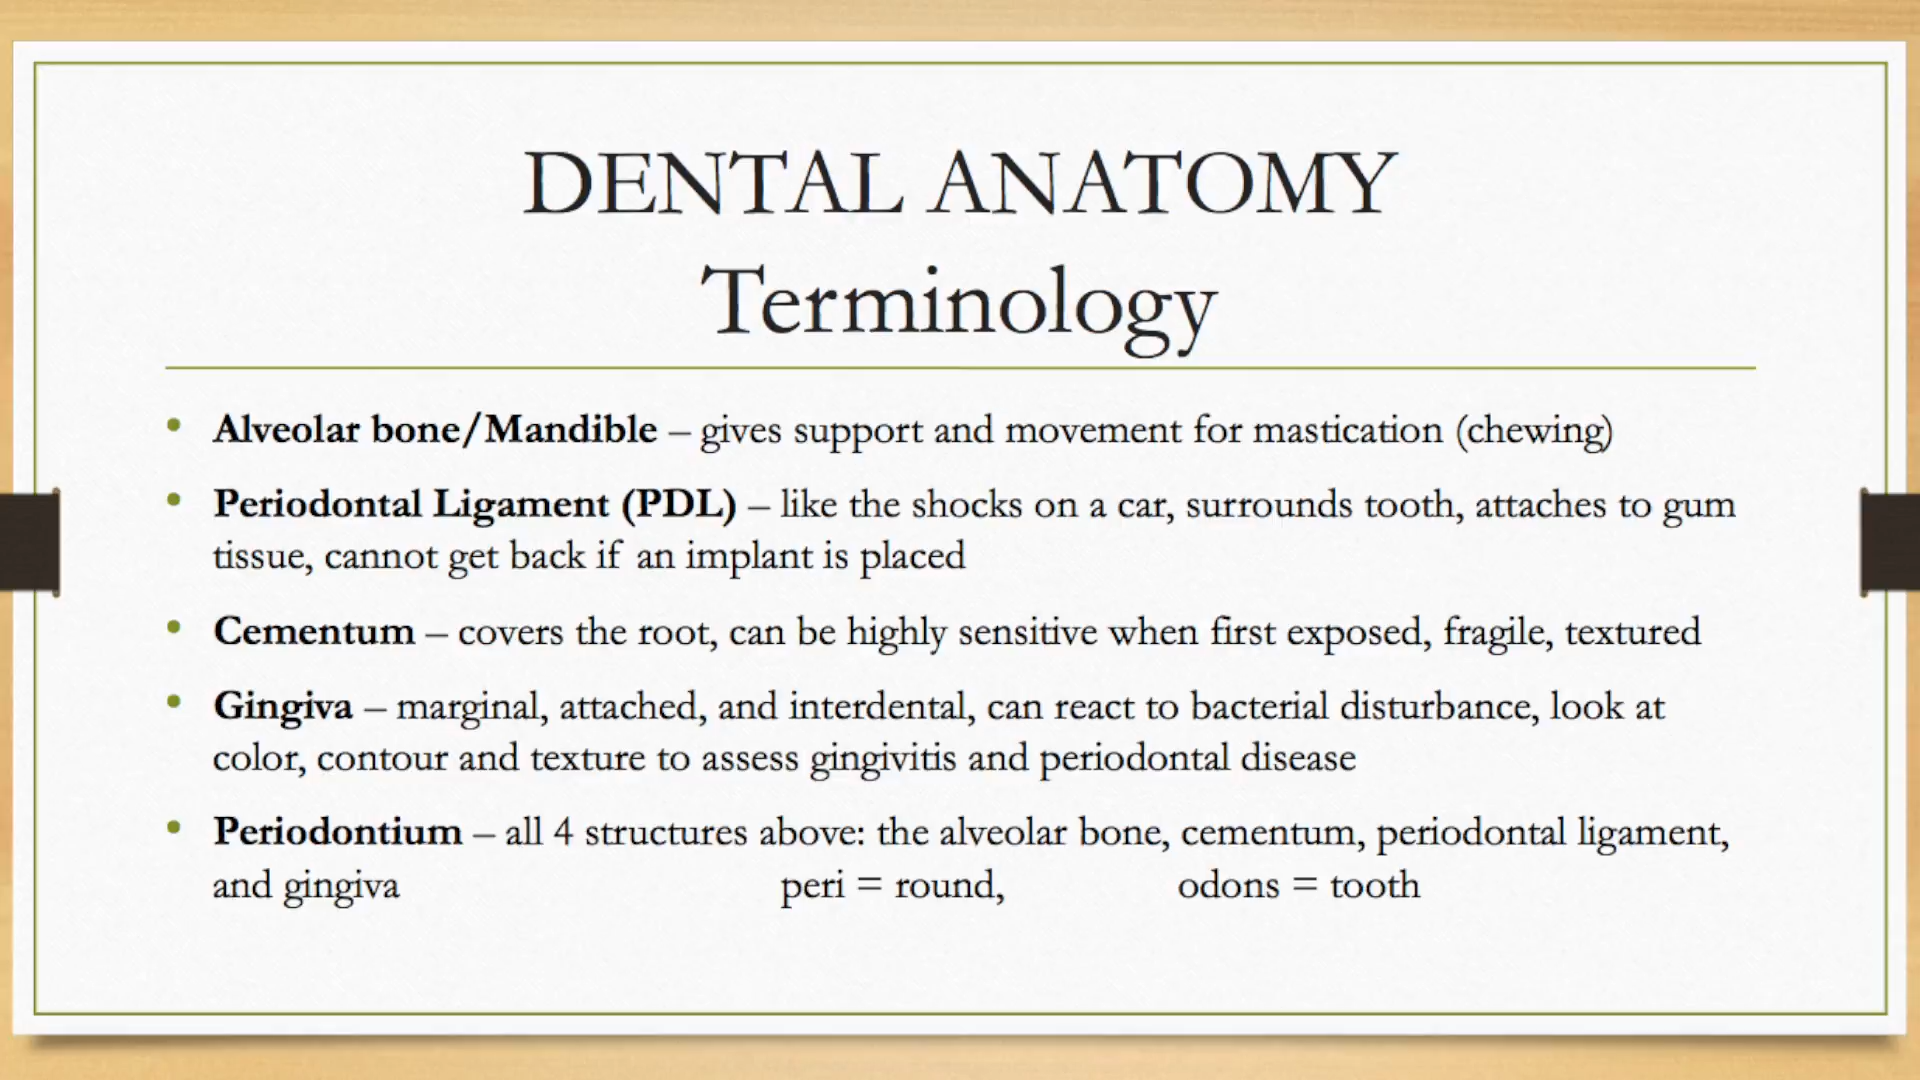 DENTAL ANATOMY
Terminology
• Alveolar bone/Mandible – gives support and movement for mastication (chewing)
• Periodontal Ligament (PDL) – like the shocks on a car, surrounds tooth, attaches to gum
tissue, cannot get back if an implant is placed
• Cementum – covers the root, can be highly sensitive when first exposed, fragile, textured
• Gingiva – marginal, attached, and interdental, can react to bacterial disturbance, look at
color, contour and texture to assess gingivitis and periodontal disease
• Periodontium – all 4 structures above: the alveolar bone, cementum, periodontal ligament,
and gingiva peri = round, odons = tooth